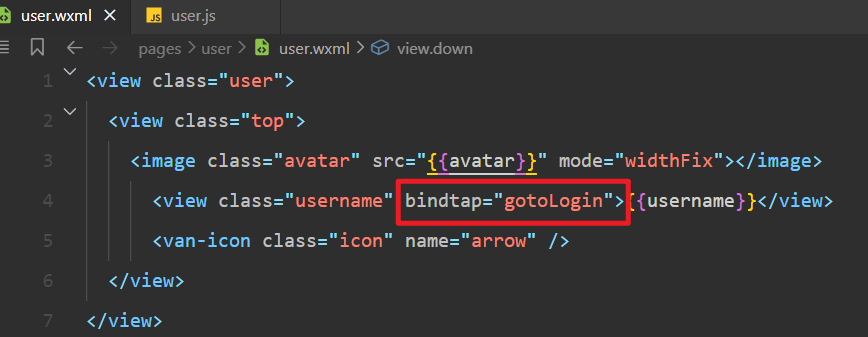 user.wxml
JS user.js
pages > user > user.wxml > view.down
1 <view class="user">
2 <view class="top">
3 <image class="avatar" src="{{avatar}}" mode="widthFix"></image>
4 <view class="username" bindtap="gotoLogin">{{username}}</view>
5 <van-icon class="icon" name="arrow" />
6 </view>
7 </view>